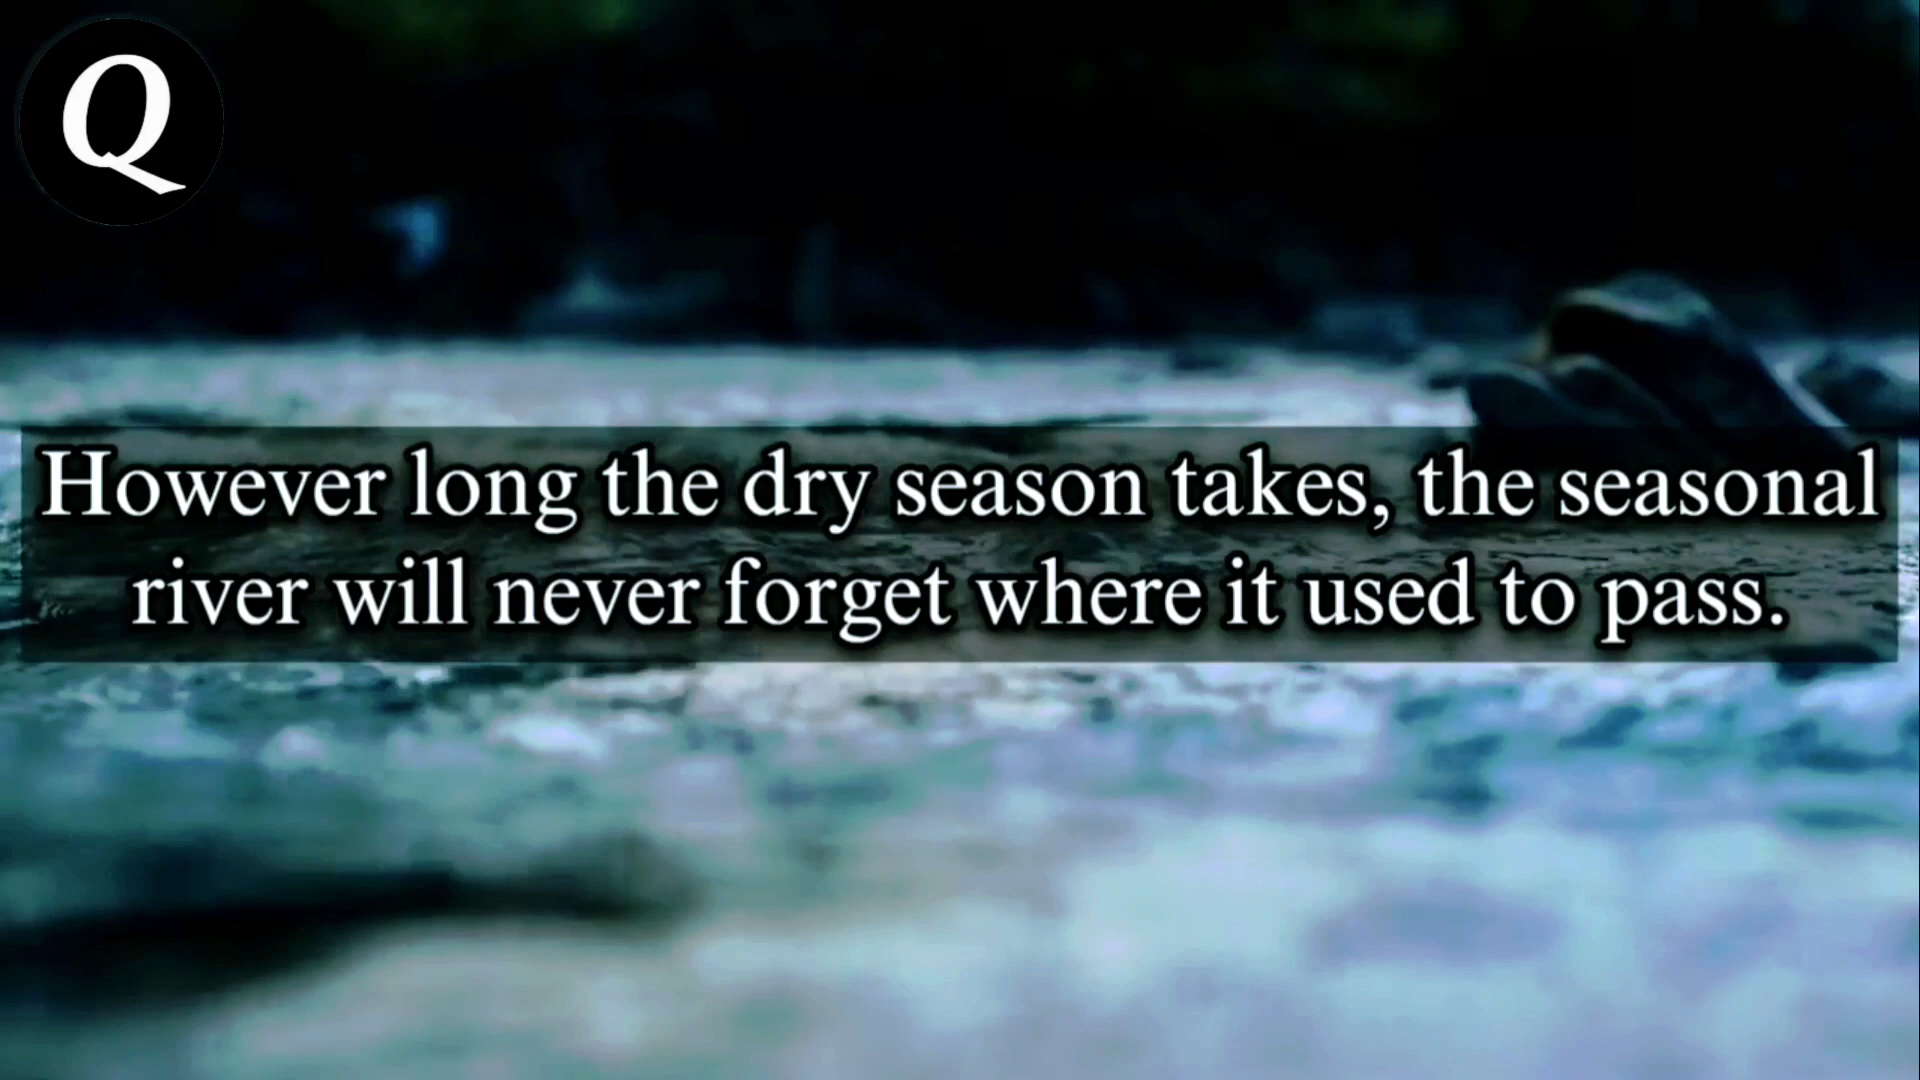 Q
However long the dry season takes, the seasonal
river will never forget where it used to pass.